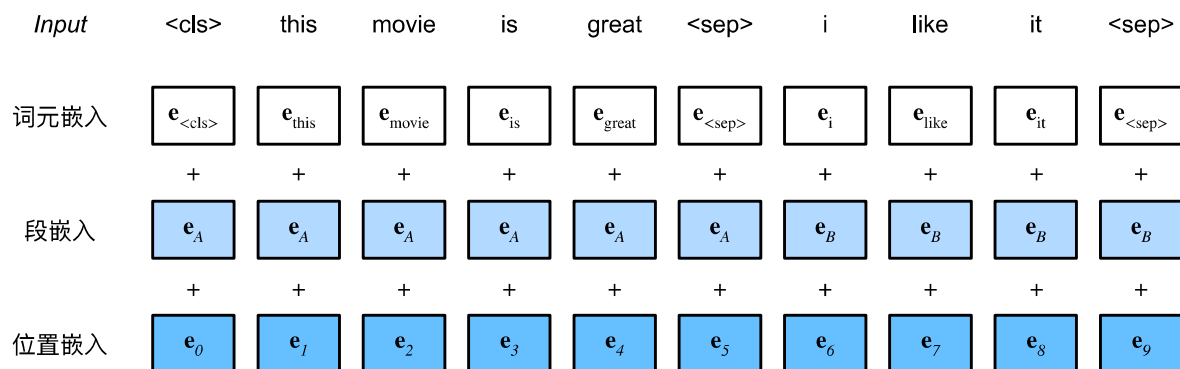 Input <cls> this movie is great <sep> i like it <sep>
词元嵌入 e<cls> ethis emovie eis egreat e<sep> ei elike eit e<sep>
+ + + + + + + + + +
段嵌入 eA eA eA eA eA eA eB eB eB eB
+ + + + + + + + + +
位置嵌入 e0 e1 e2 e3 e4 e5 e6 e7 e8 e9